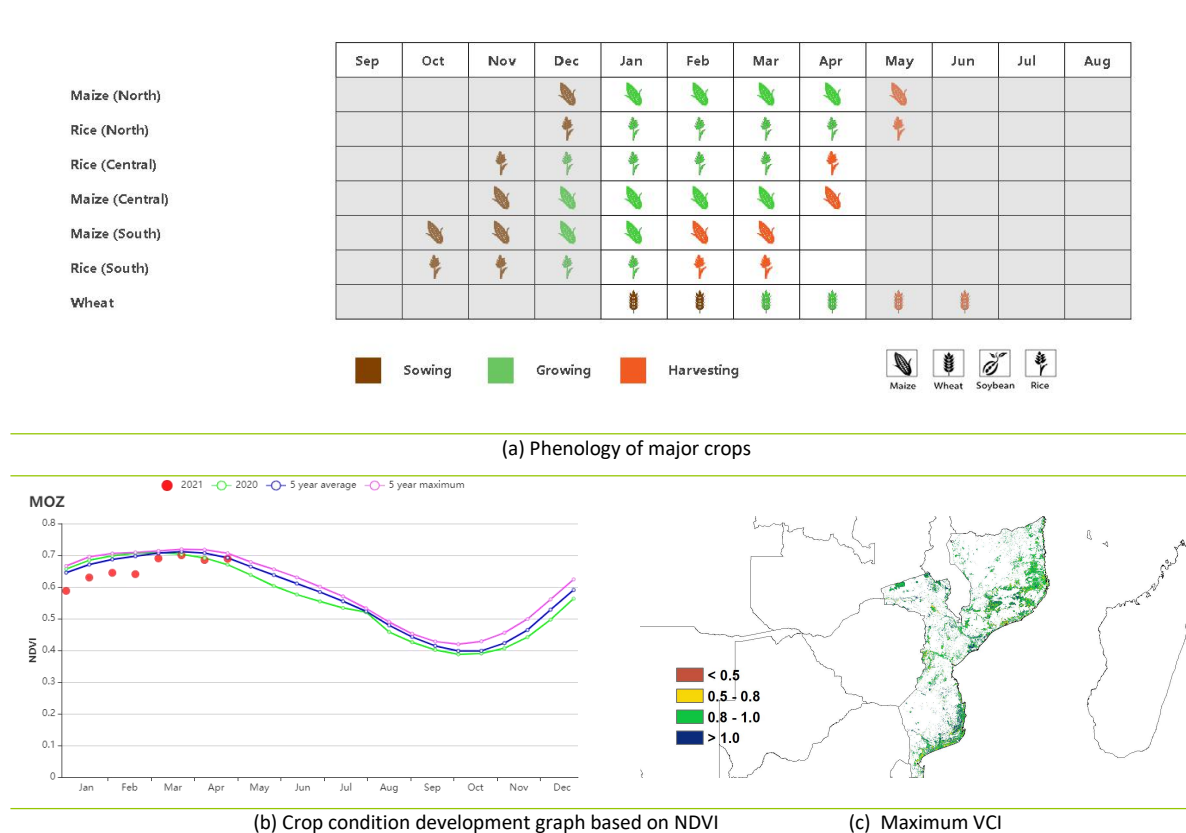 Sep Oct Nov Dec Jan Feb Mar Apr May Jun Jul Aug
Maize (North)
Rice (North)
Rice (Central)
Maize (Central)
Maize (South)
Rice (South)
Wheat
Sowing Growing Harvesting
Maize Wheat Soybean Rice
(a) Phenology of major crops
2021 2020 5 year average 5 year maximum
MOZ
0.8
0.7
0.6
0.5
0.4
0.3
0.2
0.1
0
NDVI
Jan Feb Mar Apr May Jun Jul Aug Sep Oct Nov Dec
< 0.5
0.5 - 0.8
0.8 - 1.0
> 1.0
(b) Crop condition development graph based on NDVI (c) Maximum VCI